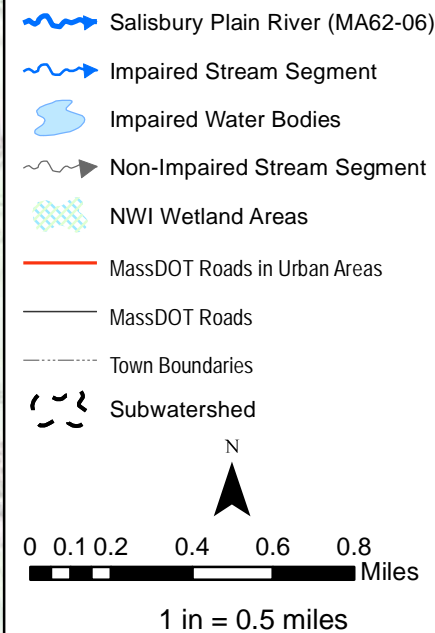 Salisbury Plain River (MA62-06)
Impaired Stream Segment
Impaired Water Bodies
Non-Impaired Stream Segment
NWI Wetland Areas
MassDOT Roads in Urban Areas
MassDOT Roads
Town Boundaries
Subwatershed
N
0 0.1 0.2 0.4 0.6 0.8
Miles
1 in = 0.5 miles